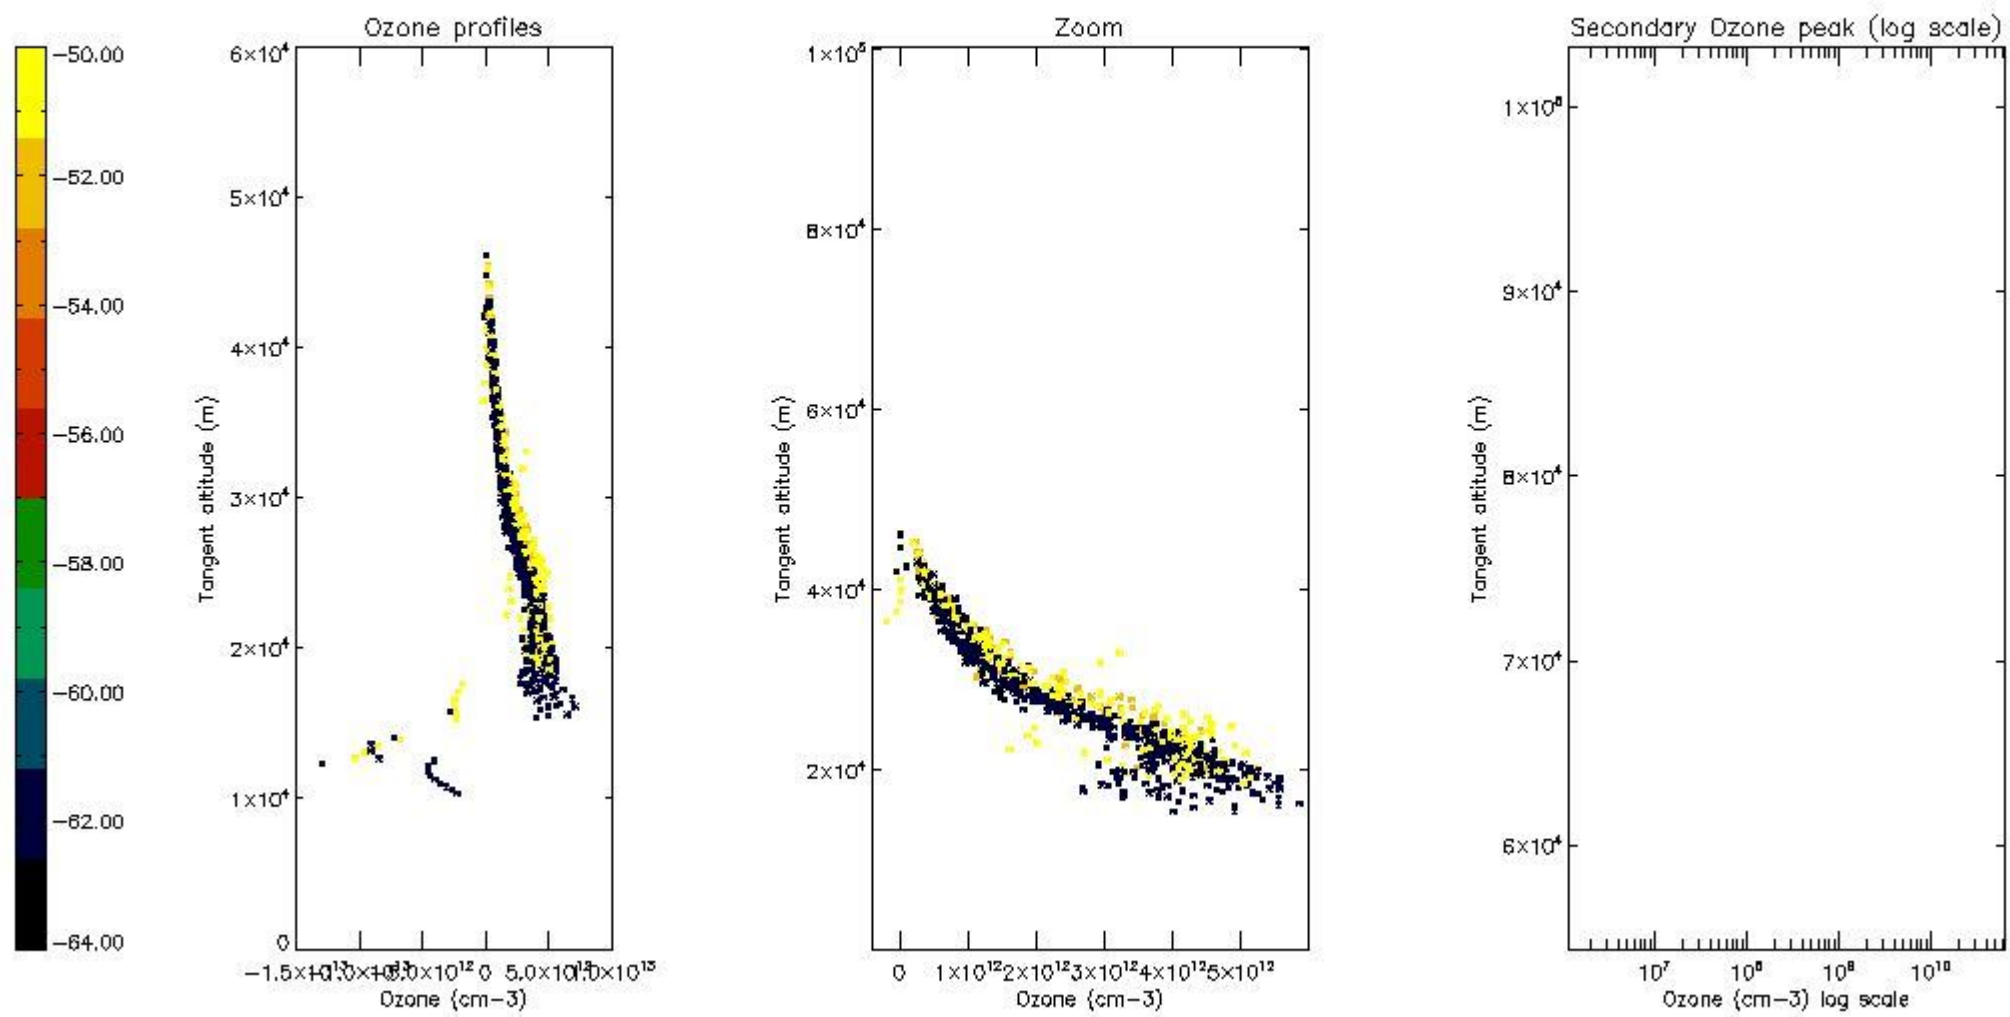 Ozone profiles
Zoom
Secondary Ozone peak (log scale)
-50.00
-52.00
-54.00
-56.00
-58.00
-60.00
-62.00
-64.00
6×10⁴
5×10⁴
4×10⁴
3×10⁴
2×10⁴
1×10⁴
0
Tangent altitude (m)
0 5.0×10¹² 1.0×10¹³
Ozone (cm-3)
1×10⁵
8×10⁴
6×10⁴
4×10⁴
2×10⁴
Tangent altitude (m)
0 1×10¹² 2×10¹² 3×10¹² 4×10¹² 5×10¹²
Ozone (cm-3)
9×10⁴
8×10⁴
7×10⁴
6×10⁴
Tangent altitude (m)
10⁷ 10⁸ 10⁹ 10¹⁰
Ozone (cm-3) log scale